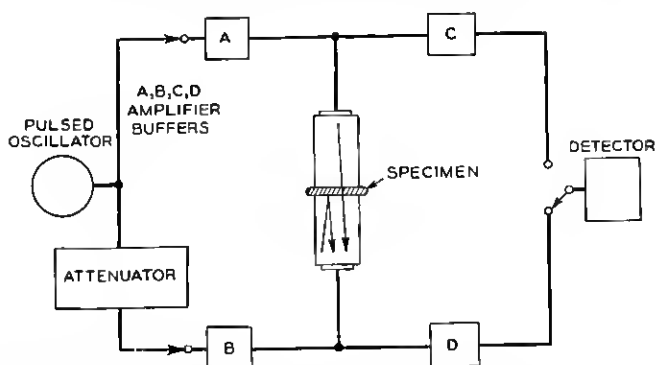 A
C
A,B,C,D
AMPLIFIER
BUFFERS
PULSED
OSCILLATOR
DETECTOR
SPECIMEN
ATTENUATOR
B
D